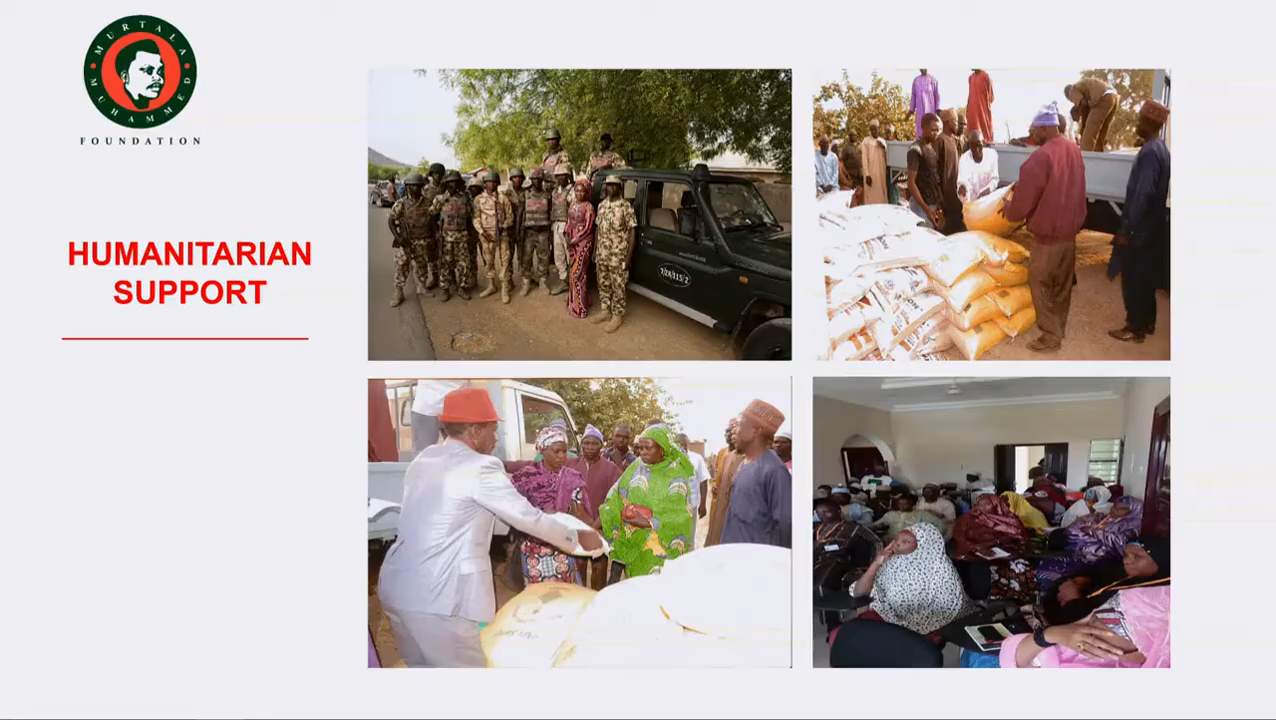 MURTALA
MUHAMMED
FOUNDATION
HUMANITARIAN
SUPPORT